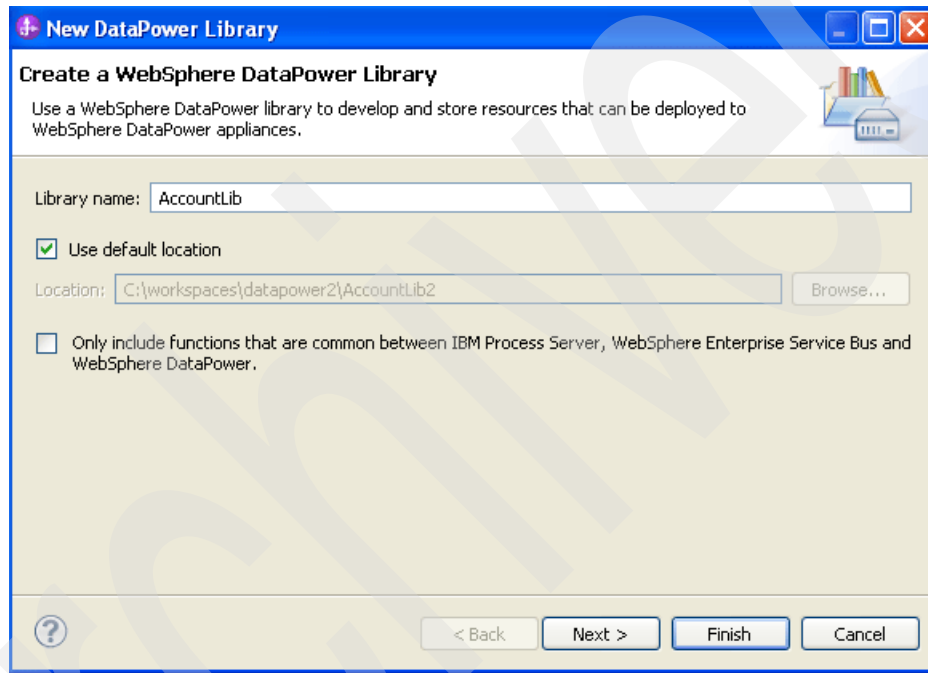 New DataPower Library
Create a WebSphere DataPower Library
Use a WebSphere DataPower library to develop and store resources that can be deployed to
WebSphere DataPower appliances.
Library name: AccountLib
Use default location
Location: C:\workspaces\datapower2\AccountLib2 Browse...
Only include functions that are common between IBM Process Server, WebSphere Enterprise Service Bus and
WebSphere DataPower.
? < Back Next > Finish Cancel